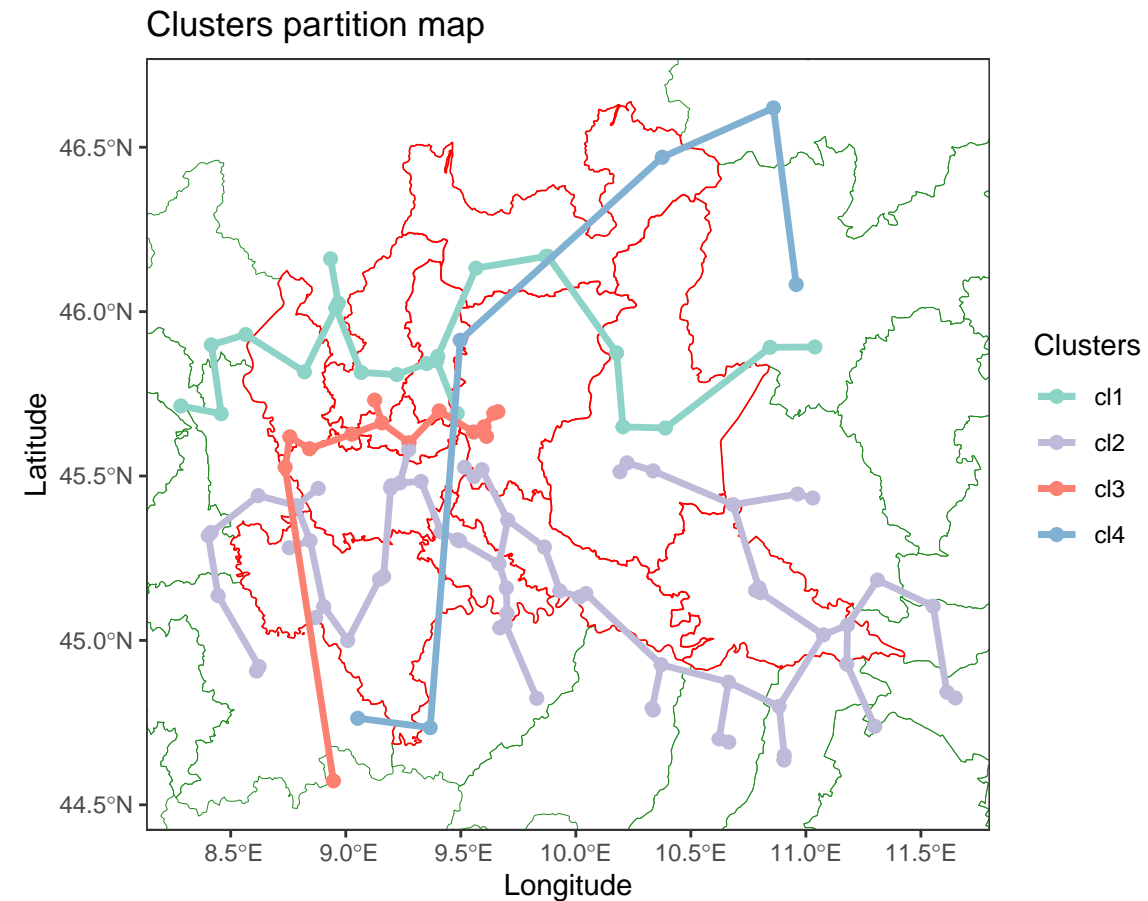 Clusters partition map
46.5°N
46.0°N
45.5°N
45.0°N
44.5°N
Latitude
8.5°E 9.0°E 9.5°E 10.0°E 10.5°E 11.0°E 11.5°E
Longitude
Clusters
cl1
cl2
cl3
cl4